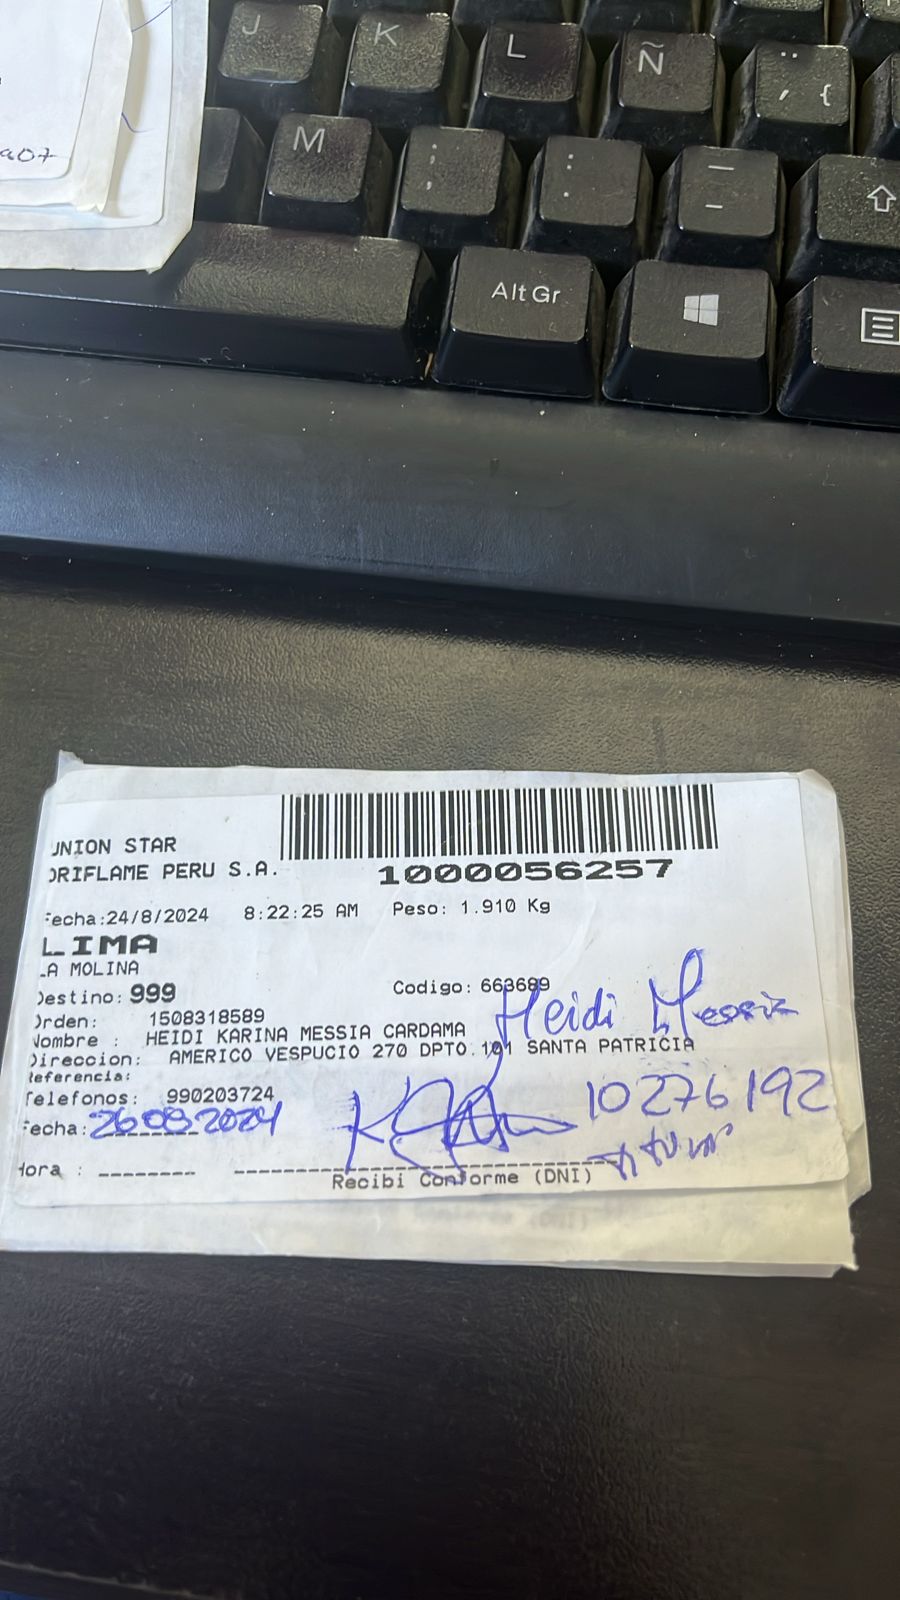 J K L Ñ ¨ ´ {
M ; , : . _ -
Alt Gr
UNION STAR
ORIFLAME PERU S.A.
1000056257
Fecha:24/8/2024 8:22:25 AM Peso: 1.910 Kg
LIMA
LA MOLINA
Destino: 999 Codigo: 663689
Orden: 1508318589
Heidi Messia
Nombre : HEIDI KARINA MESSIA CARDAMA
Direccion: AMERICO VESPUCIO 270 DPTO.101 SANTA PATRICIA
Referencia:
Telefonos: 990203724
10276192
Fecha: 26 08 2024
Hora :
Recibi Conforme (DNI)